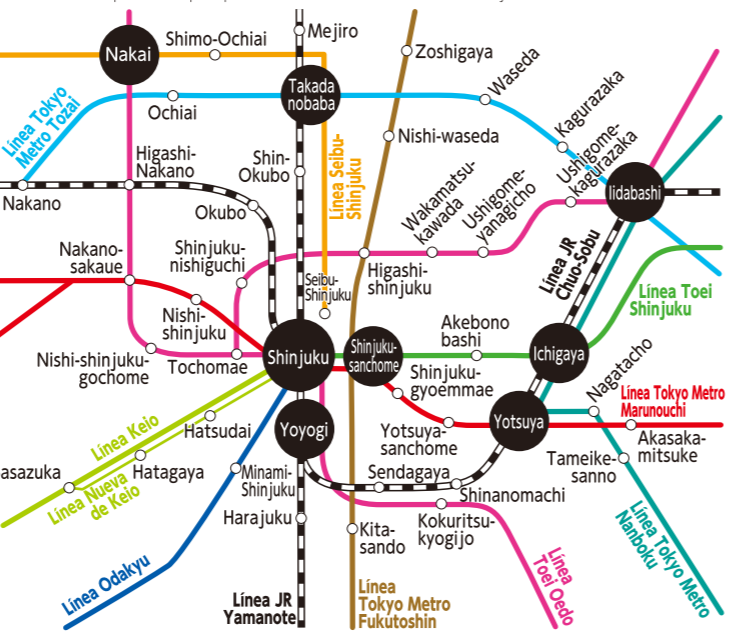 Mejiro
Shimo-Ochiai
Nakai
Zoshigaya
Takada
nobaba
Waseda
Ochiai
Línea Tokyo
Metro Tozai
Kagurazaka
Nishi-waseda
Higashi-
Nakano
Shin-
Okubo
Línea Seibu-
Shinjuku
Ushigome-
kagurazaka
Iidabashi
Nakano
Okubo
Wakamatsu-
kawada
Ushigome-
yanagicho
Nakano-
sakaue
Shinjuku-
nishiguchi
Seibu-
Shinjuku
Higashi-
shinjuku
Línea JR
Chuo-Sobu
Línea Toei
Shinjuku
Nishi-
shinjuku
Akebono
bashi
Nishi-shinjuku-
gochome
Tochomae
Shinjuku
Shinjuku-
sanchome
Ichigaya
Nagatacho
Shinjuku-
gyoemmae
Línea Tokyo Metro
Marunouchi
Línea Keio
Hatsudai
Yoyogi
Yotsuya-
sanchome
Yotsuya
Akasaka-
mitsuke
asazuka
Hatagaya
Línea Nueva
de Keio
Minami-
Shinjuku
Sendagaya
Shinanomachi
Tameike-
sanno
Harajuku
Kita-
sando
Kokuritsu-
kyogijo
Línea Tokyo Metro
Nanboku
Línea Odakyu
Línea JR
Yamanote
Línea
Tokyo Metro
Fukutoshin
Línea
Toei Oedo